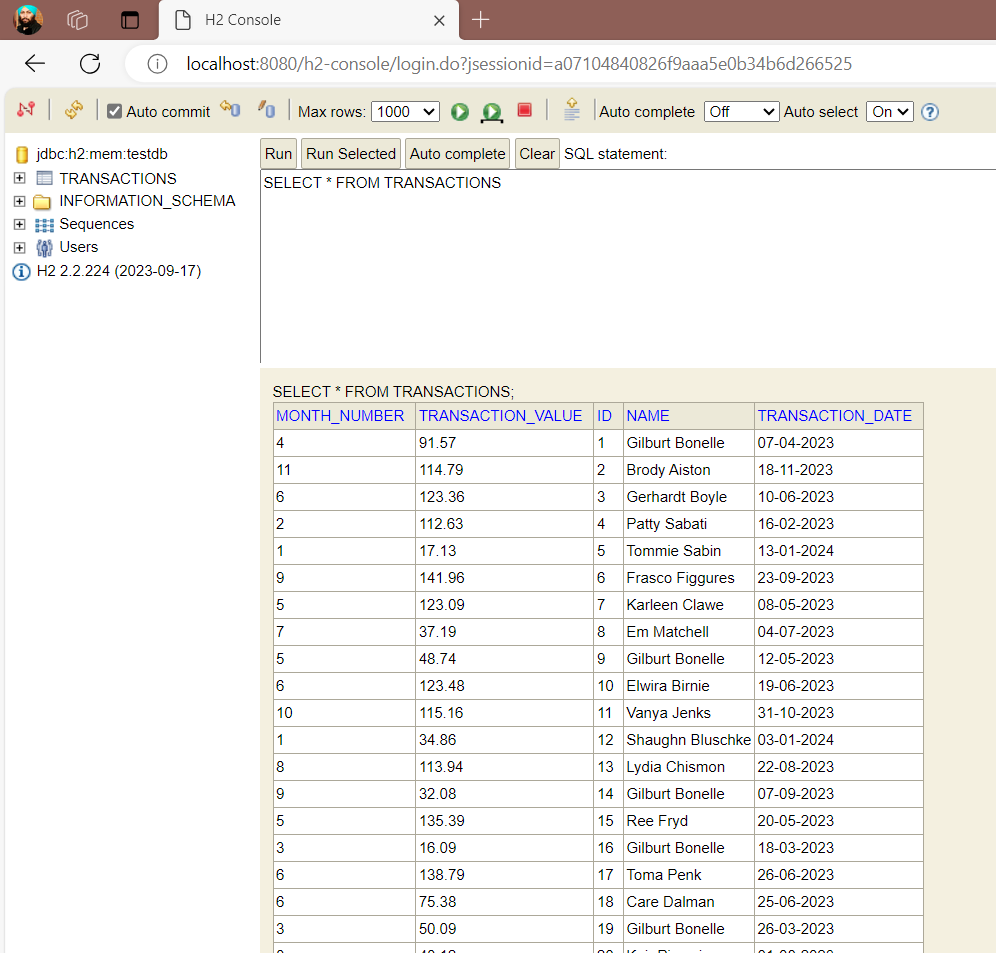 H2 Console
localhost:8080/h2-console/login.do?jsessionid=a07104840826f9aaa5e0b34b6d266525
Auto commit Max rows: 1000 Auto complete Off Auto select On ?
jdbc:h2:mem:testdb
TRANSACTIONS
INFORMATION_SCHEMA
Sequences
Users
H2 2.2.224 (2023-09-17)
Run Run Selected Auto complete Clear SQL statement:
SELECT * FROM TRANSACTIONS
SELECT * FROM TRANSACTIONS;
MONTH_NUMBER TRANSACTION_VALUE ID NAME TRANSACTION_DATE
4 91.57 1 Gilburt Bonelle 07-04-2023
11 114.79 2 Brody Aiston 18-11-2023
6 123.36 3 Gerhardt Boyle 10-06-2023
2 112.63 4 Patty Sabati 16-02-2023
1 17.13 5 Tommie Sabin 13-01-2024
9 141.96 6 Frasco Figgures 23-09-2023
5 123.09 7 Karleen Clawe 08-05-2023
7 37.19 8 Em Matchell 04-07-2023
5 48.74 9 Gilburt Bonelle 12-05-2023
6 123.48 10 Elwira Birnie 19-06-2023
10 115.16 11 Vanya Jenks 31-10-2023
1 34.86 12 Shaughn Bluschke 03-01-2024
8 113.94 13 Lydia Chismon 22-08-2023
9 32.08 14 Gilburt Bonelle 07-09-2023
5 135.39 15 Ree Fryd 20-05-2023
3 16.09 16 Gilburt Bonelle 18-03-2023
6 138.79 17 Toma Penk 26-06-2023
6 75.38 18 Care Dalman 25-06-2023
3 50.09 19 Gilburt Bonelle 26-03-2023